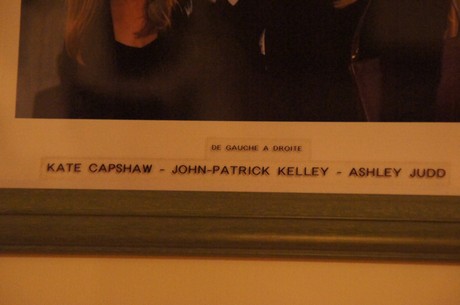 DE GAUCHE A DROITE
KATE CAPSHAW - JOHN-PATRICK KELLEY - ASHLEY JUDD